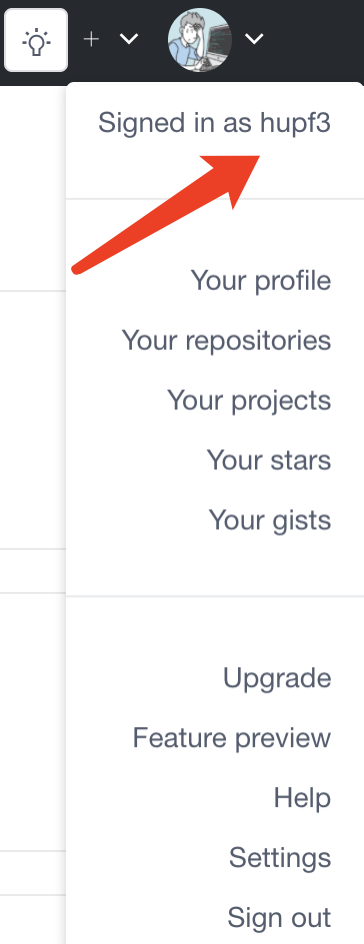 Signed in as hupf3
Your profile
Your repositories
Your projects
Your stars
Your gists
Upgrade
Feature preview
Help
Settings
Sign out